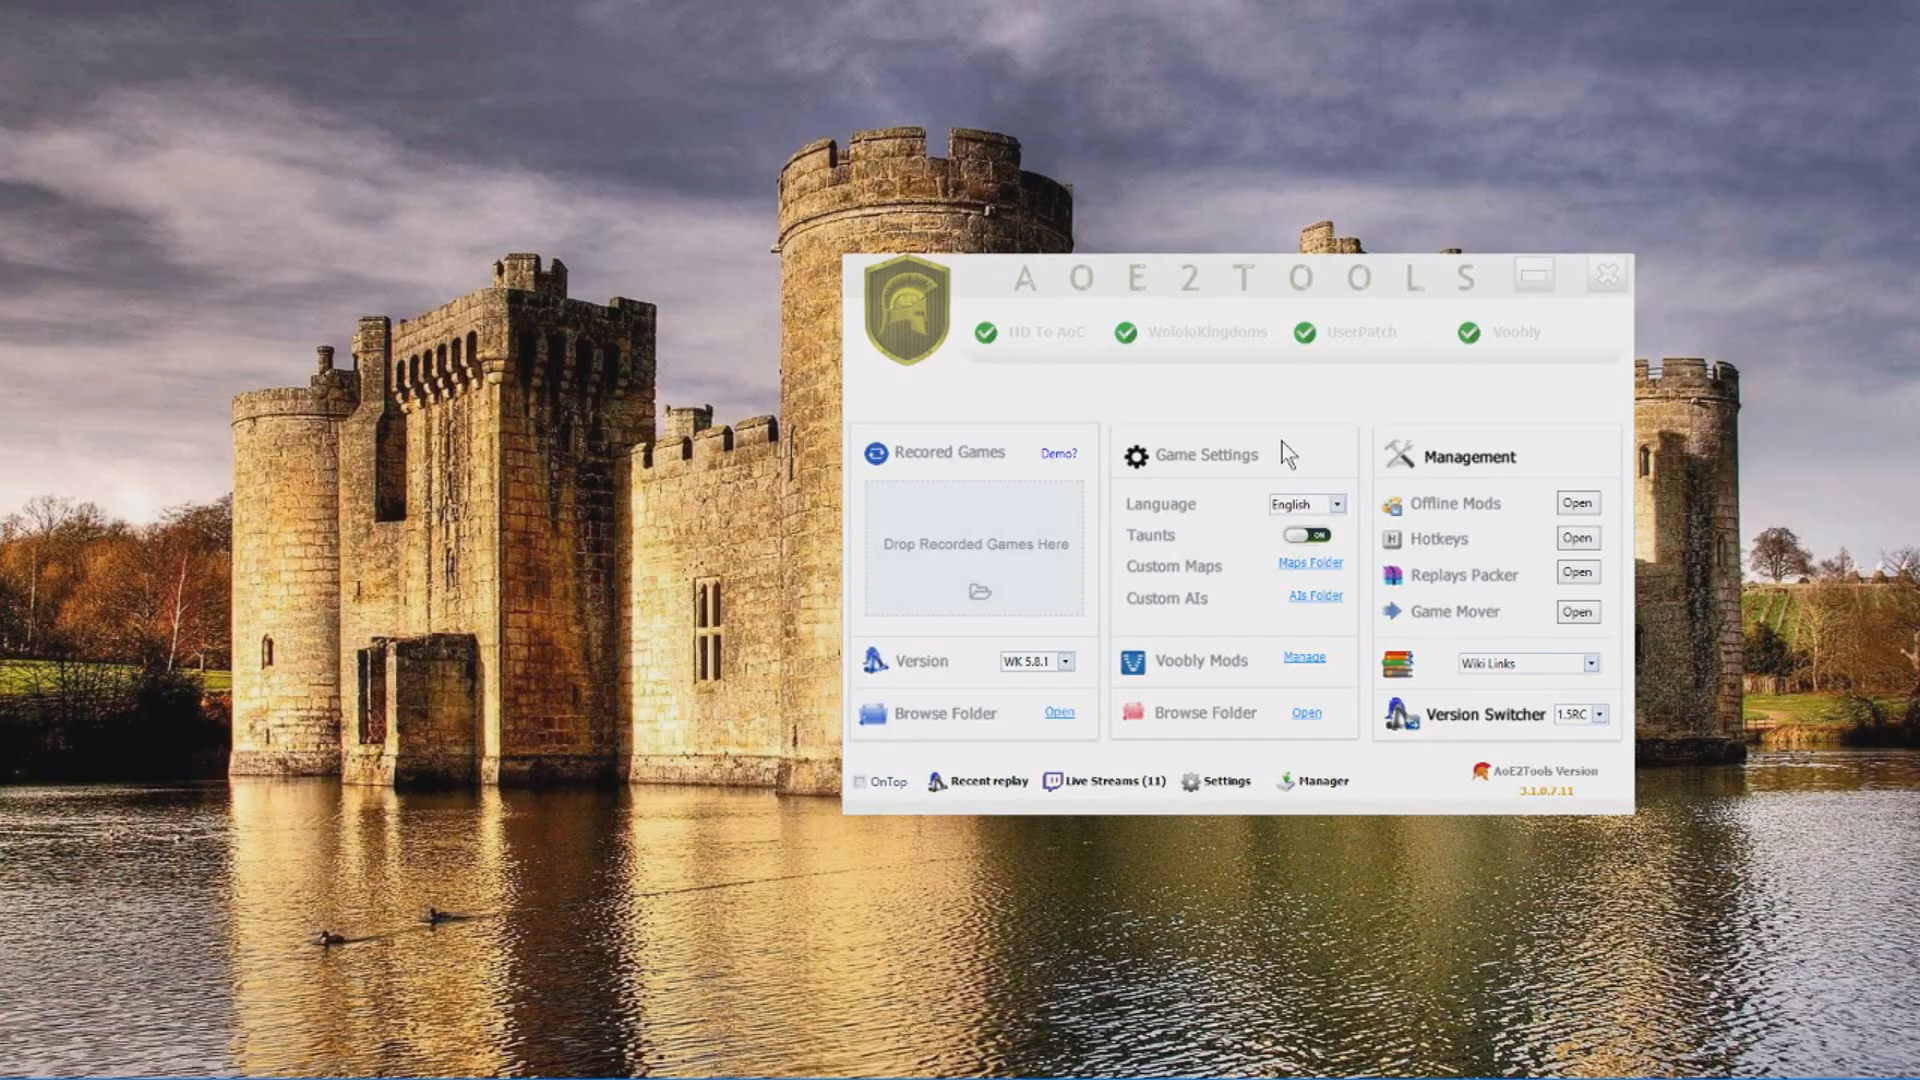 AOE2TOOLS
HD To AoC
WololoKingdoms
UserPatch
Voobly
Recored Games
Demo?
Drop Recorded Games Here
Version
WK 5.8.1
Browse Folder
Open
Game Settings
Language
English
Taunts
ON
Custom Maps
Maps Folder
Custom AIs
AIs Folder
Voobly Mods
Manage
Browse Folder
Open
Management
Offline Mods
Open
H
Hotkeys
Open
Replays Packer
Open
Game Mover
Open
Wiki Links
Version Switcher
1.5RC
OnTop
Recent replay
Live Streams (11)
Settings
Manager
AoE2Tools Version
3.1.0.7.11